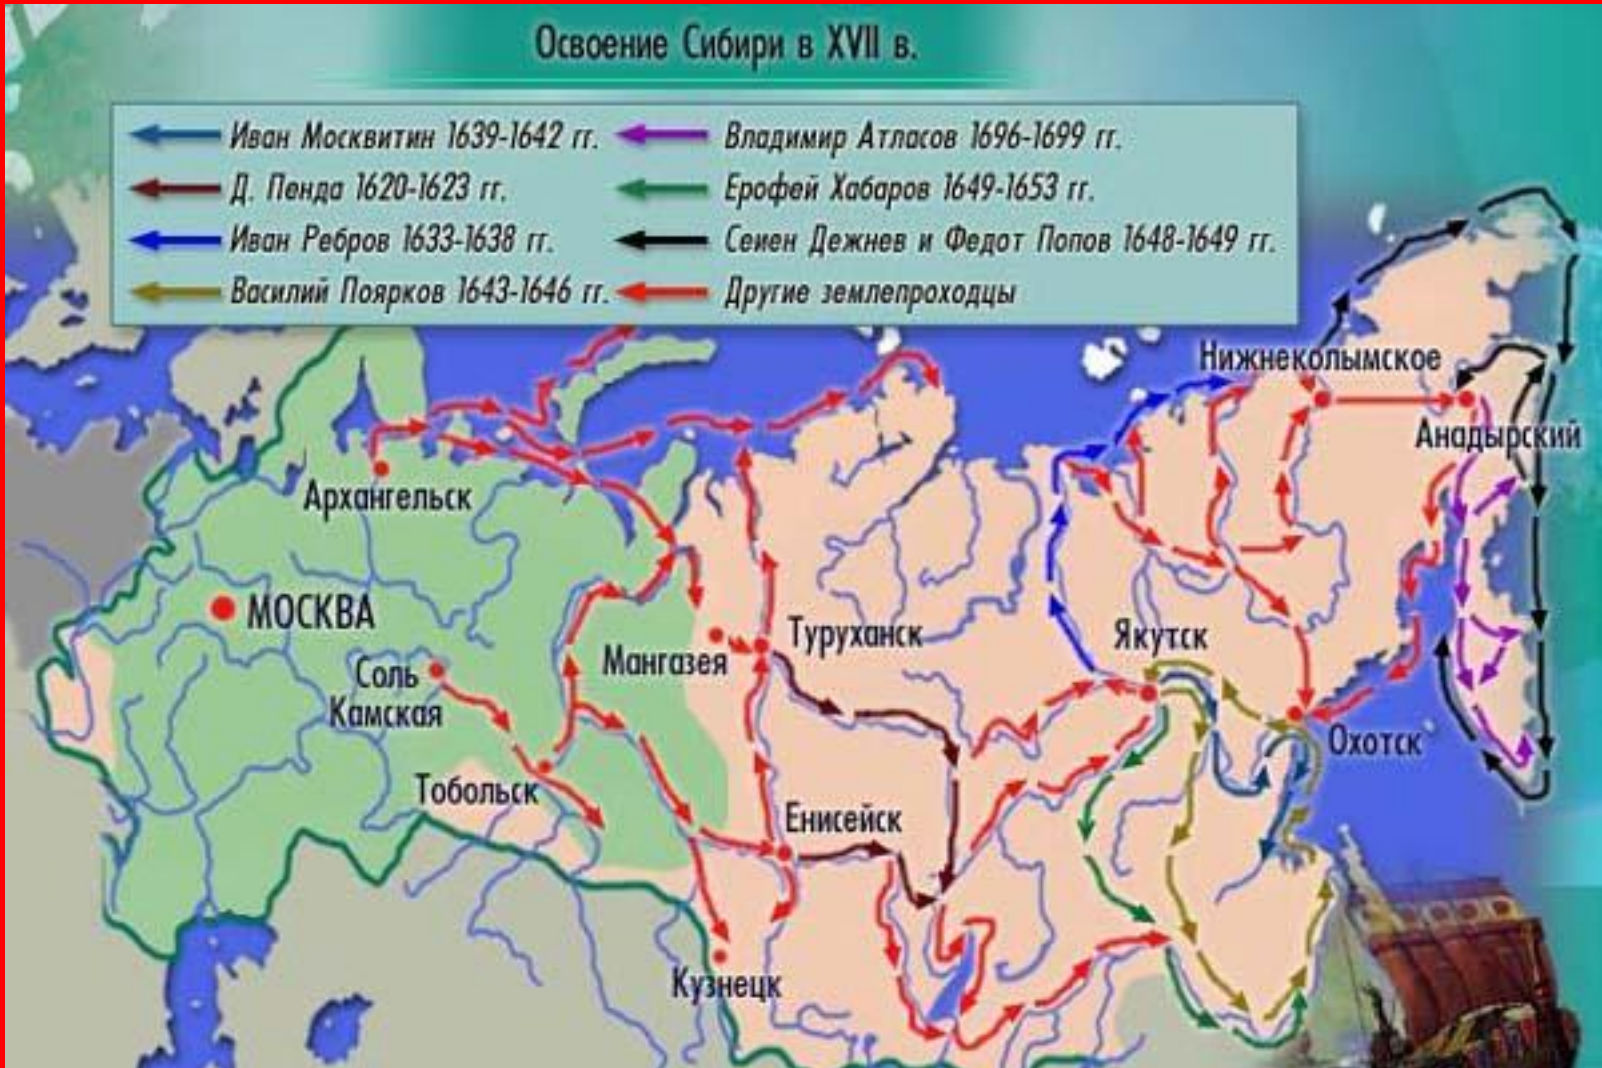 Освоение Сибири в XVII в.
Иван Москвитин 1639-1642 гг.
Д. Пенда 1620-1623 гг.
Иван Ребров 1633-1638 гг.
Василий Поярков 1643-1646 гг.
Владимир Атласов 1696-1699 гг.
Ерофей Хабаров 1649-1653 гг.
Сеиен Дежнев и Федот Попов 1648-1649 гг.
Другие землепроходцы
Нижнеколымское
Анадырский
Архангельск
МОСКВА
Туруханск
Якутск
Мангазея
Соль
Камская
Охотск
Тобольск
Енисейск
Кузнецк